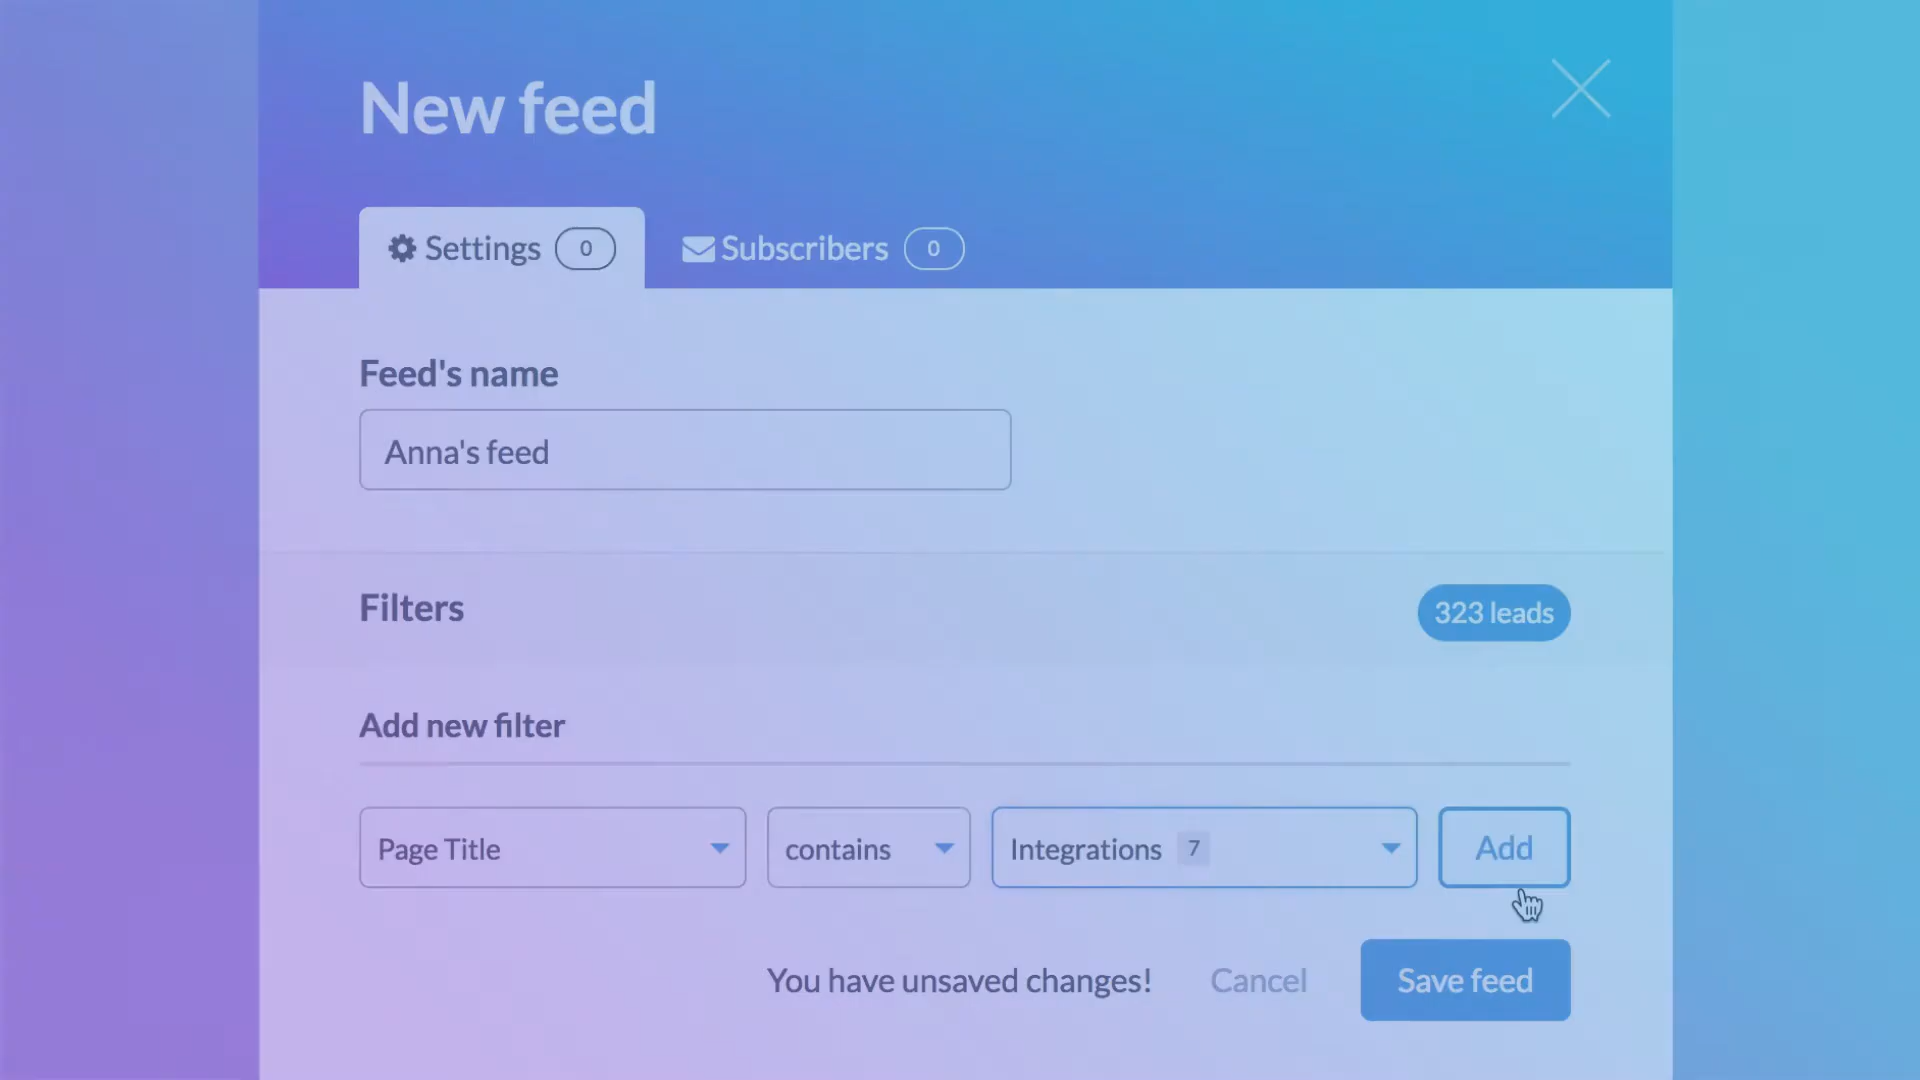 New feed
Settings 0
Subscribers 0
Feed's name
Anna's feed
Filters
323 leads
Add new filter
Page Title
contains
Integrations 7
Add
You have unsaved changes!
Cancel
Save feed